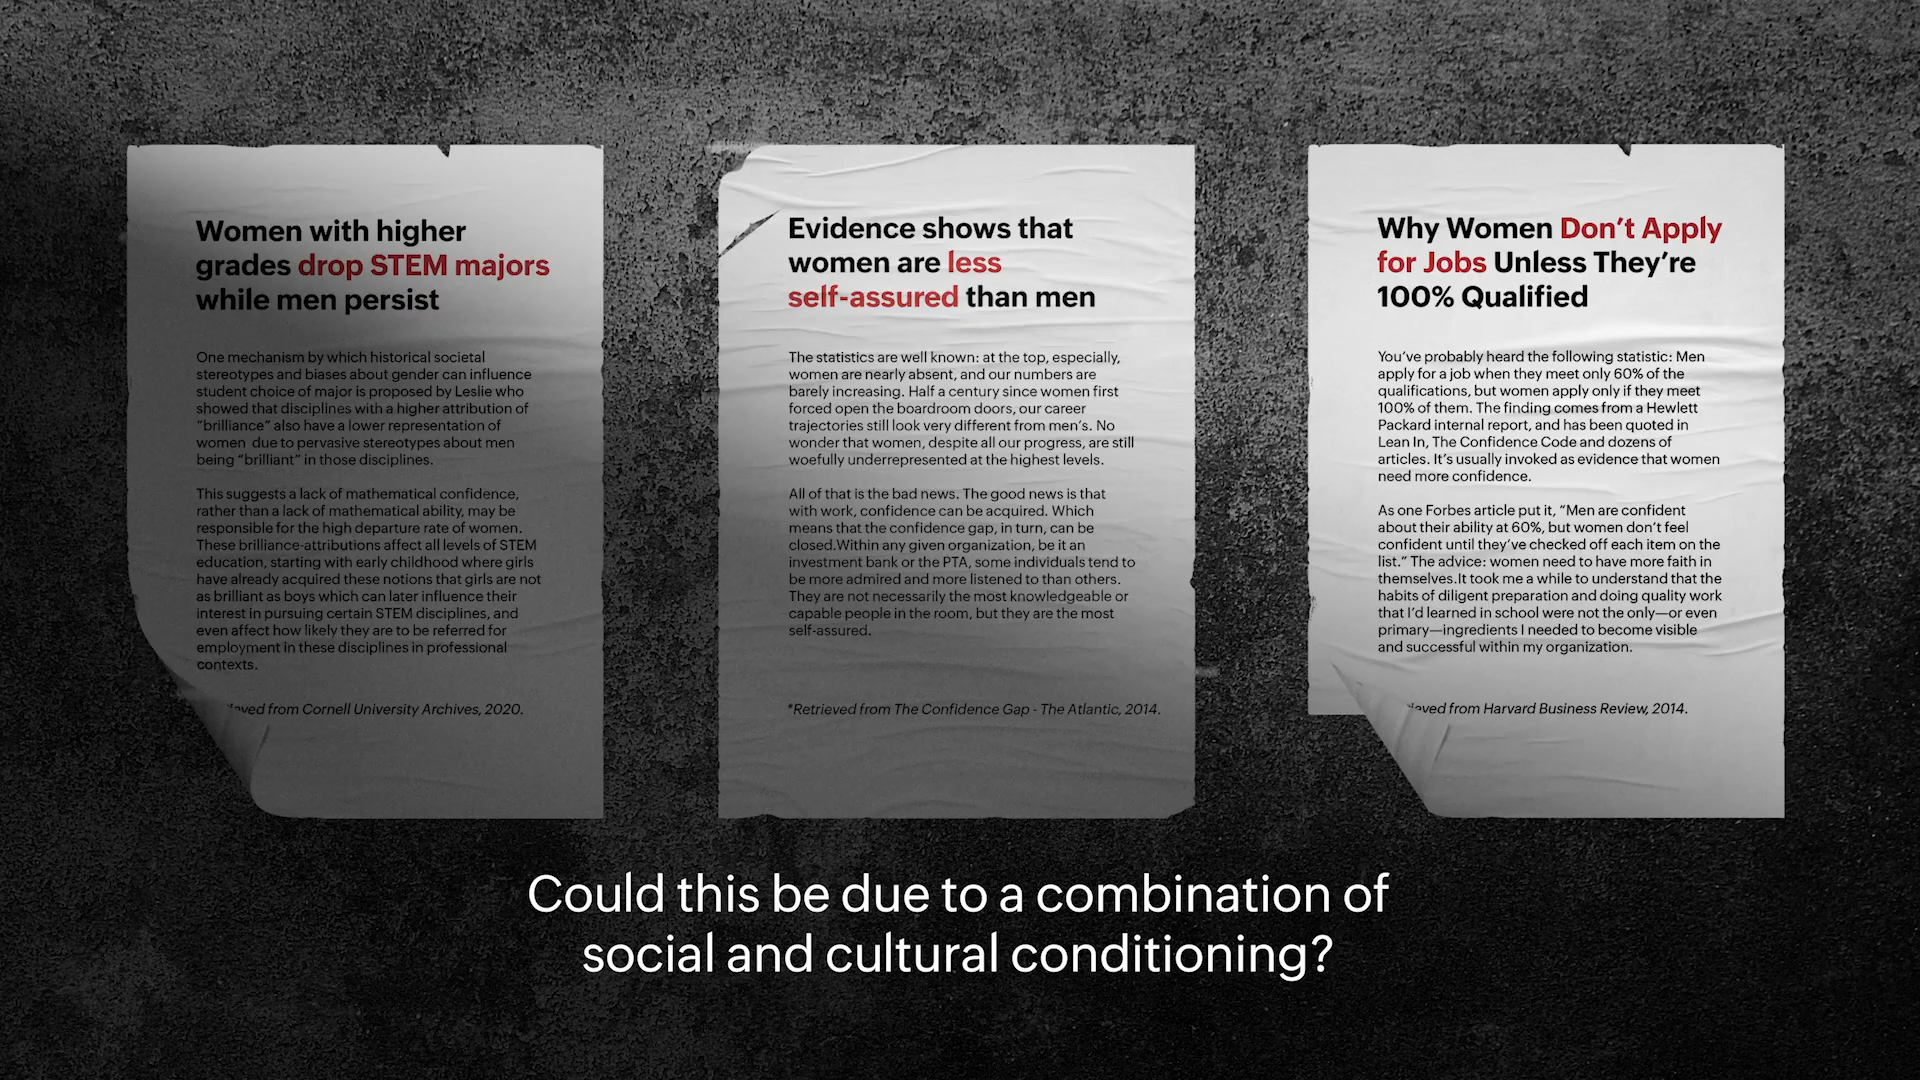 Women with higher
grades drop STEM majors
while men persist
One mechanism by which historical societal
stereotypes and biases about gender can influence
student choice of major is proposed by Leslie who
showed that disciplines with a higher attribution of
"brilliance" also have a lower representation of
women due to pervasive stereotypes about men
being "brilliant" in those disciplines.
This suggests a lack of mathematical confidence,
rather than a lack of mathematical ability, may be
responsible for the high departure rate of women.
These brilliance-attributions affect all levels of STEM
education, starting with early childhood where girls
have already acquired these notions that girls are not
as brilliant as boys which can later influence their
interest in pursuing certain STEM disciplines, and
even affect how likely they are to be referred for
employment in these disciplines in professional
contexts.
from Cornell University Archives, 2020.
Evidence shows that
women are less
self-assured than men
The statistics are well known: at the top, especially,
women are nearly absent, and our numbers are
barely increasing. Half a century since women first
forced open the boardroom doors, our career
trajectories still look very different from men's. No
wonder that women, despite all our progress, are still
woefully underrepresented at the highest levels.
All of that is the bad news. The good news is that
with work, confidence can be acquired. Which
means that the confidence gap, in turn, can be
closed.Within any given organization, be it an
investment bank or the PTA, some individuals tend to
be more admired and more listened to than others.
They are not necessarily the most knowledgeable or
capable people in the room, but they are the most
self-assured.
*Retrieved from The Confidence Gap - The Atlantic, 2014.
Why Women Don't Apply
for Jobs Unless They're
100% Qualified
You've probably heard the following statistic: Men
apply for a job when they meet only 60% of the
qualifications, but women apply only if they meet
100% of them. The finding comes from a Hewlett
Packard internal report, and has been quoted in
Lean In, The Confidence Code and dozens of
articles. It's usually invoked as evidence that women
need more confidence.
As one Forbes article put it, "Men are confident
about their ability at 60%, but women don't feel
confident until they've checked off each item on the
list." The advice: women need to have more faith in
themselves.It took me a while to understand that the
habits of diligent preparation and doing quality work
that I'd learned in school were not the only—or even
primary—ingredients I needed to become visible
and successful within my organization.
from Harvard Business Review, 2014.
Could this be due to a combination of
social and cultural conditioning?